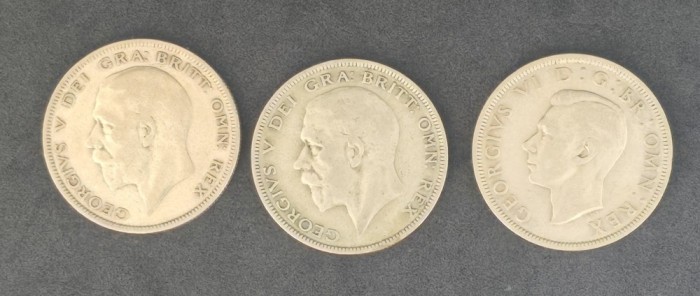 GEORGIVS V DEI GRA: BRITT: OMN: REX
GEORGIVS V DEI GRA: BRITT: OMN: REX
GEORGIVS VI D:G:BR:OMN:REX